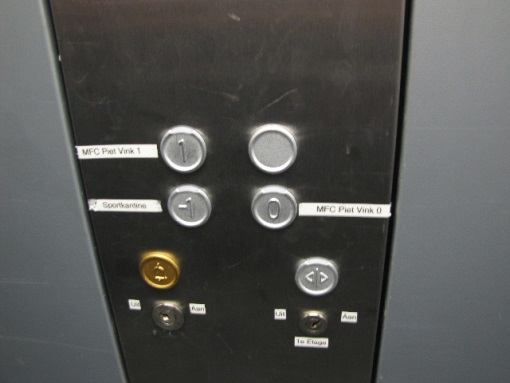 MFC Piet Vink 1
1
Sportkantine
-1
0
MFC Piet Vink 0
Uit
Aan
Uit
Aan
1e Etage